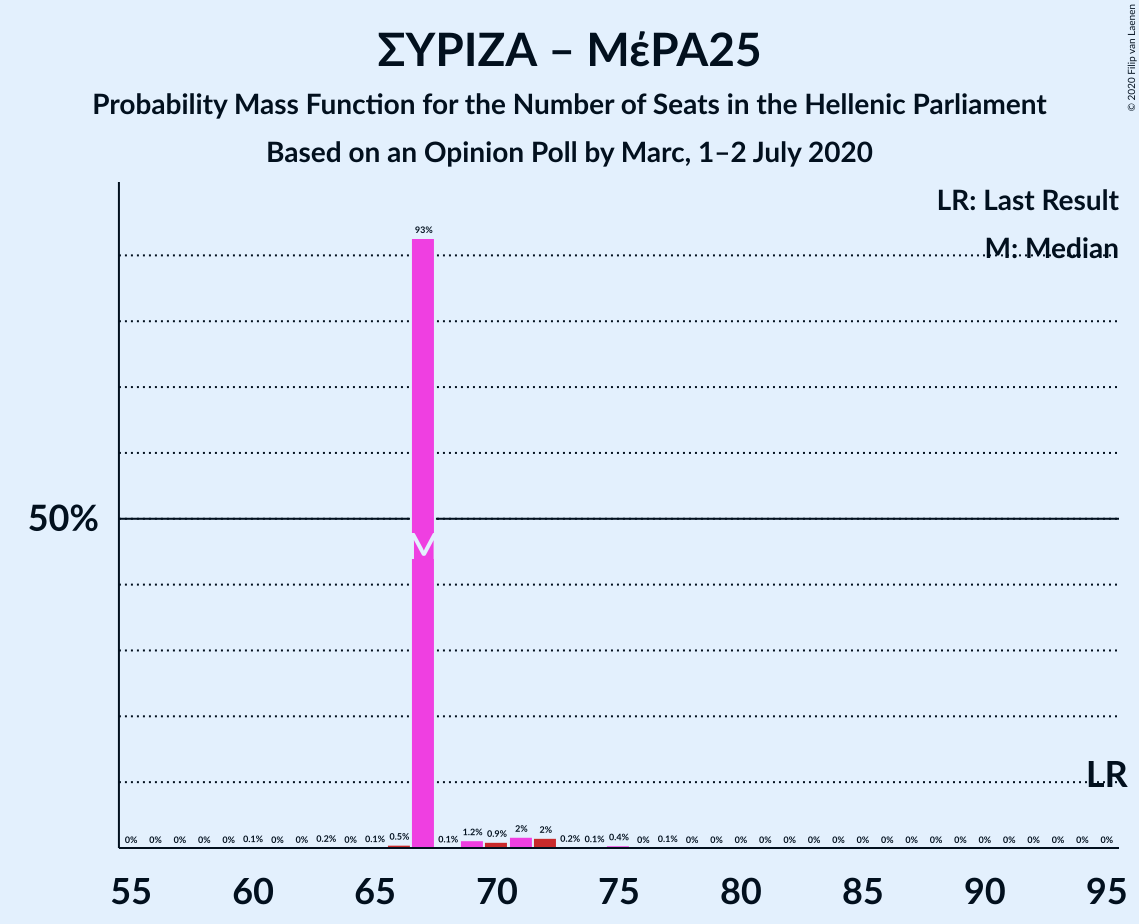 ΣΥΡΙΖΑ – ΜέΡΑ25
Probability Mass Function for the Number of Seats in the Hellenic Parliament
Based on an Opinion Poll by Marc, 1–2 July 2020
© 2020 Filip van Laenen
LR: Last Result
M: Median
93%
50%
M
LR
0% 0% 0% 0% 0% 0.1% 0% 0% 0.2% 0% 0.1% 0.5% 0.1% 1.2% 0.9% 2% 2% 0.2% 0.1% 0.4% 0% 0.1% 0% 0% 0% 0% 0% 0% 0% 0% 0% 0% 0% 0% 0% 0% 0% 0% 0% 0%
55 60 65 70 75 80 85 90 95